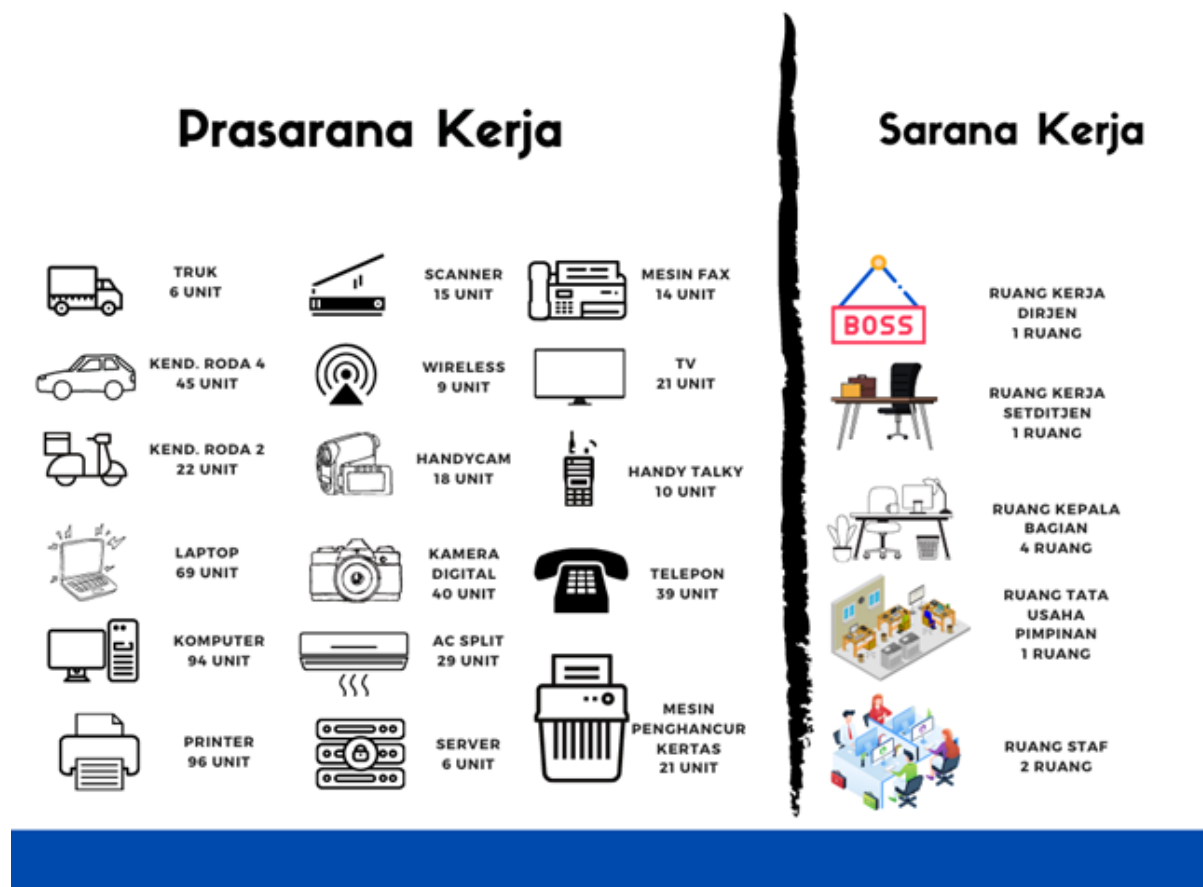 Prasarana Kerja
TRUK
6 UNIT
KEND. RODA 4
45 UNIT
KEND. RODA 2
22 UNIT
LAPTOP
69 UNIT
KOMPUTER
94 UNIT
PRINTER
96 UNIT
SCANNER
15 UNIT
WIRELESS
9 UNIT
HANDYCAM
18 UNIT
KAMERA
DIGITAL
40 UNIT
AC SPLIT
29 UNIT
SERVER
6 UNIT
MESIN FAX
14 UNIT
TV
21 UNIT
HANDY TALKY
10 UNIT
TELEPON
39 UNIT
MESIN
PENGHANCUR
KERTAS
21 UNIT
Sarana Kerja
BOSS
RUANG KERJA
DIRJEN
1 RUANG
RUANG KERJA
SETDITJEN
1 RUANG
RUANG KEPALA
BAGIAN
4 RUANG
RUANG TATA
USAHA
PIMPINAN
1 RUANG
RUANG STAF
2 RUANG